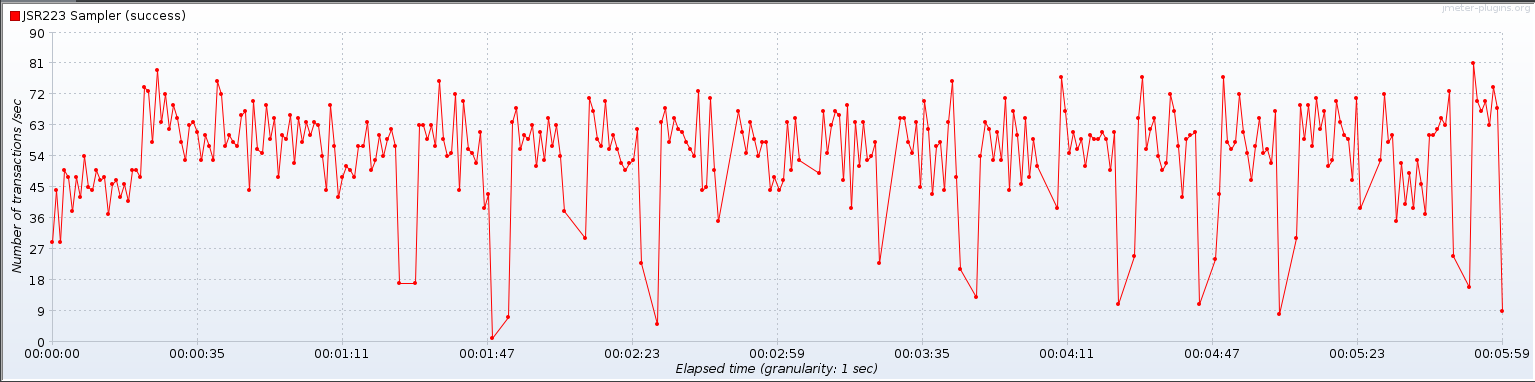 JSR223 Sampler (success)
jmeter-plugins.org
90
81
72
63
54
45
36
27
18
9
0
Number of transactions /sec
00:00:00 00:00:35 00:01:11 00:01:47 00:02:23 00:02:59 00:03:35 00:04:11 00:04:47 00:05:23 00:05:59
Elapsed time (granularity: 1 sec)